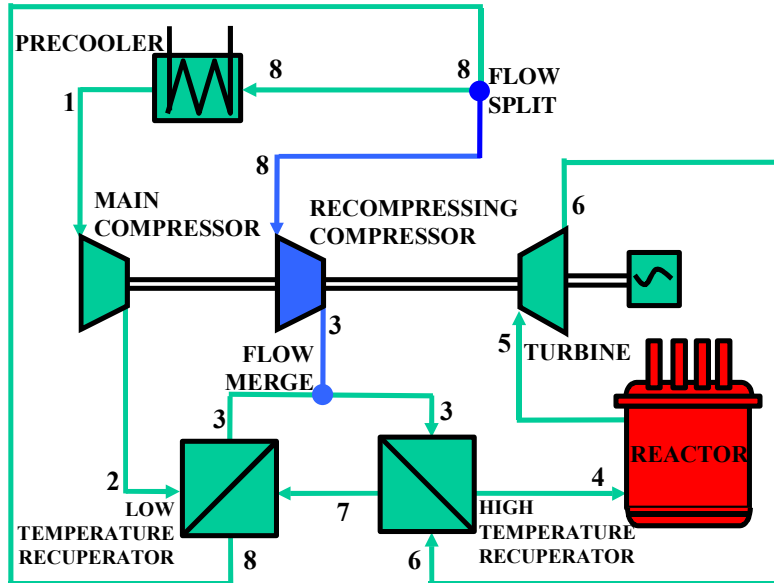 PRECOOLER
8
8
FLOW
SPLIT
1
8
6
MAIN
COMPRESSOR
RECOMPRESSING
COMPRESSOR
3
5
TURBINE
FLOW
MERGE
3
3
REACTOR
2
LOW
TEMPERATURE
RECUPERATOR
7
4
HIGH
TEMPERATURE
RECUPERATOR
8
6